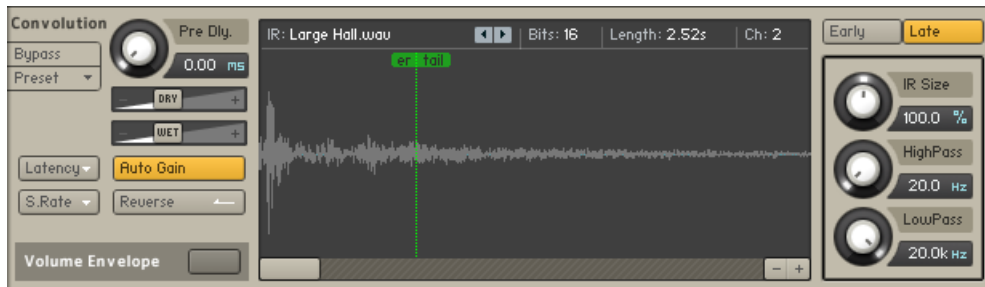 Convolution
Pre Dly.
0.00 ms
Bypass
Preset
- DRY +
- WET +
Latency
Auto Gain
S.Rate
Reverse
Volume Envelope
IR: Large Hall.wav
Bits: 16
Length: 2.52s
Ch: 2
er tail
- +
Early
Late
IR Size
100.0 %
HighPass
20.0 Hz
LowPass
20.0k Hz